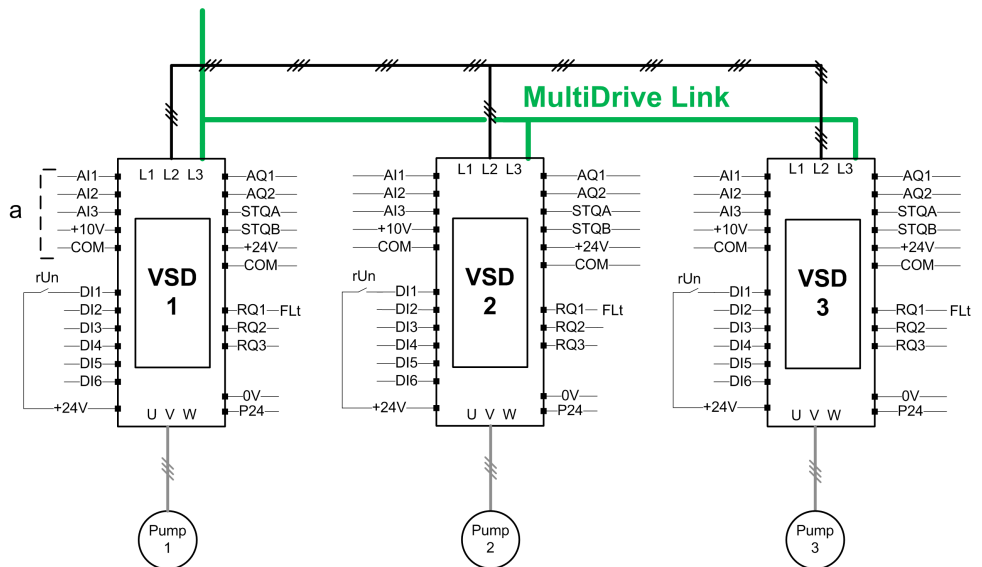 MultiDrive Link
a
L1 L2 L3
AI1
AI2
AI3
+10V
COM
rUn
DI1
DI2
DI3
DI4
DI5
DI6
+24V
VSD
1
AQ1
AQ2
STQA
STQB
+24V
COM
RQ1 FLt
RQ2
RQ3
0V
P24
U V W
Pump
1
L1 L2 L3
AI1
AI2
AI3
+10V
COM
rUn
DI1
DI2
DI3
DI4
DI5
DI6
+24V
VSD
2
AQ1
AQ2
STQA
STQB
+24V
COM
RQ1 FLt
RQ2
RQ3
0V
P24
U V W
Pump
2
L1 L2 L3
AI1
AI2
AI3
+10V
COM
rUn
DI1
DI2
DI3
DI4
DI5
DI6
+24V
VSD
3
AQ1
AQ2
STQA
STQB
+24V
COM
RQ1 FLt
RQ2
RQ3
0V
P24
U V W
Pump
3